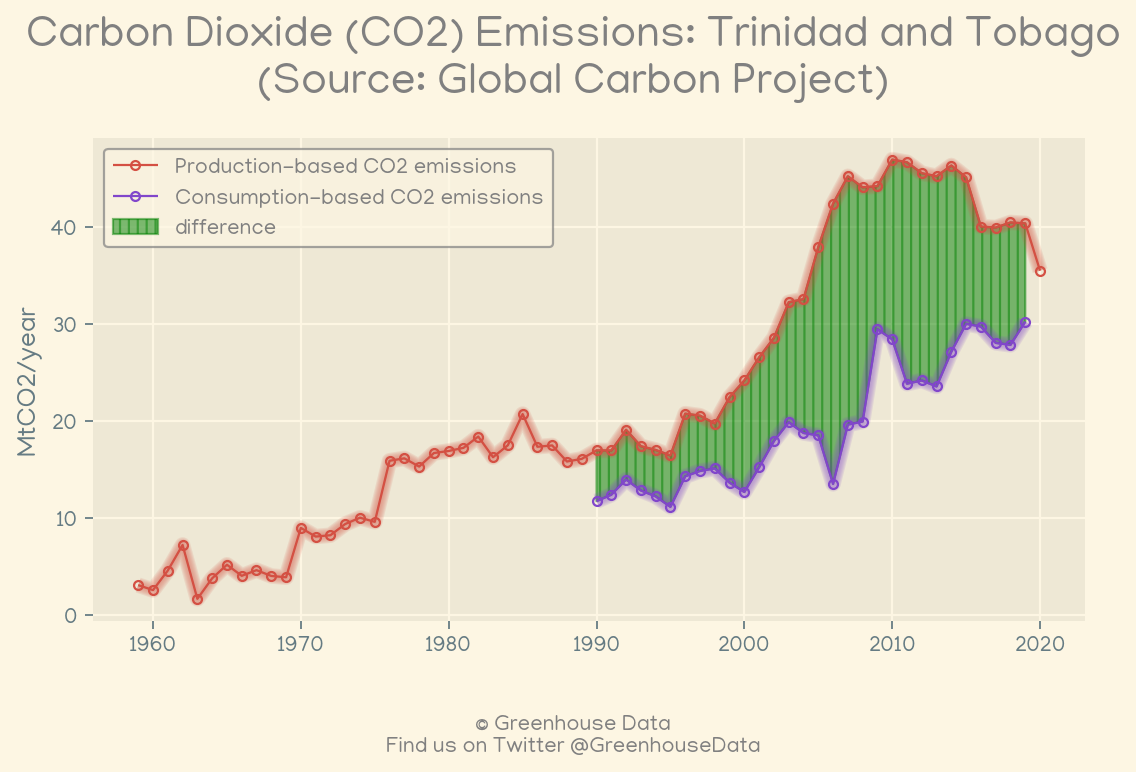 Carbon Dioxide (CO2) Emissions: Trinidad and Tobago
(Source: Global Carbon Project)
Production-based CO2 emissions
Consumption-based CO2 emissions
difference
MtCO2/year
40
30
20
10
0
1960 1970 1980 1990 2000 2010 2020
© Greenhouse Data
Find us on Twitter @GreenhouseData